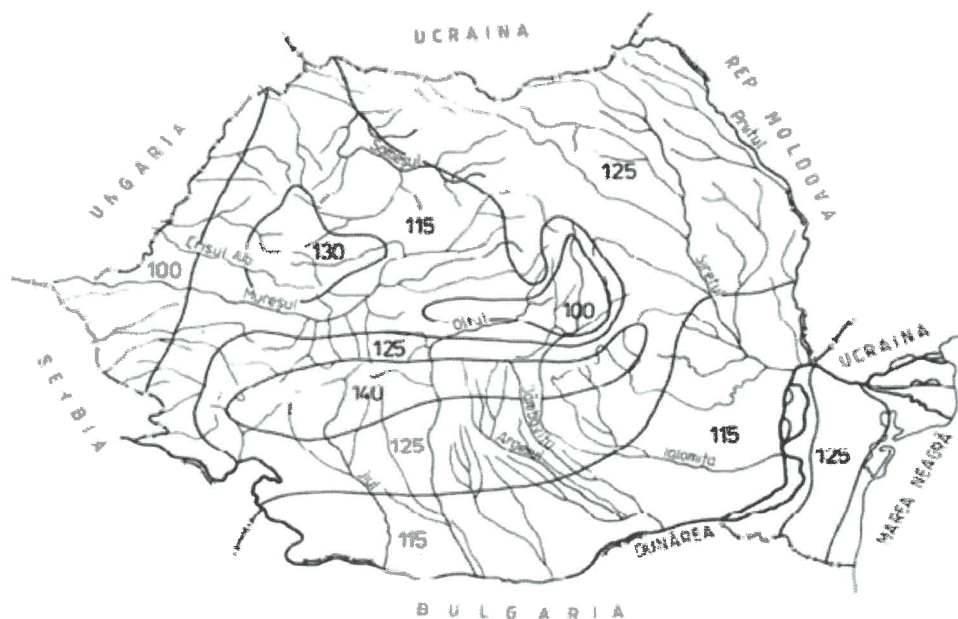 UCRAINA
REP MOLDOVA
Prutul
UNGARIA
Someșul
125
115
130
Crișul Alb
100
Mureșul
Siretul
100
Oltul
125
UCRAINA
SERBIA
140
125
115
125
Argeșul
Ialomița
Jiul
MAREA NEAGRĂ
115
DUNĂREA
BULGARIA